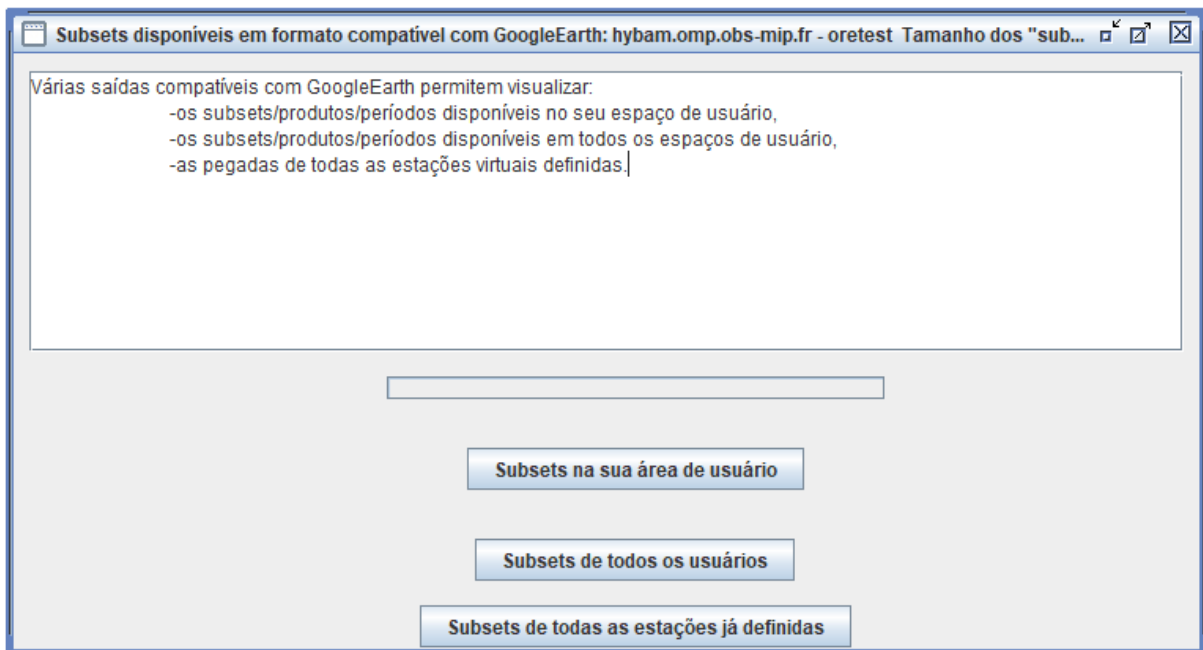 Subsets disponíveis em formato compatível com GoogleEarth: hybam.omp.obs-mip.fr - oretest Tamanho dos "sub...
Várias saídas compatíveis com GoogleEarth permitem visualizar:
-os subsets/produtos/períodos disponíveis no seu espaço de usuário,
-os subsets/produtos/períodos disponíveis em todos os espaços de usuário,
-as pegadas de todas as estações virtuais definidas.
Subsets na sua área de usuário
Subsets de todos os usuários
Subsets de todas as estações já definidas